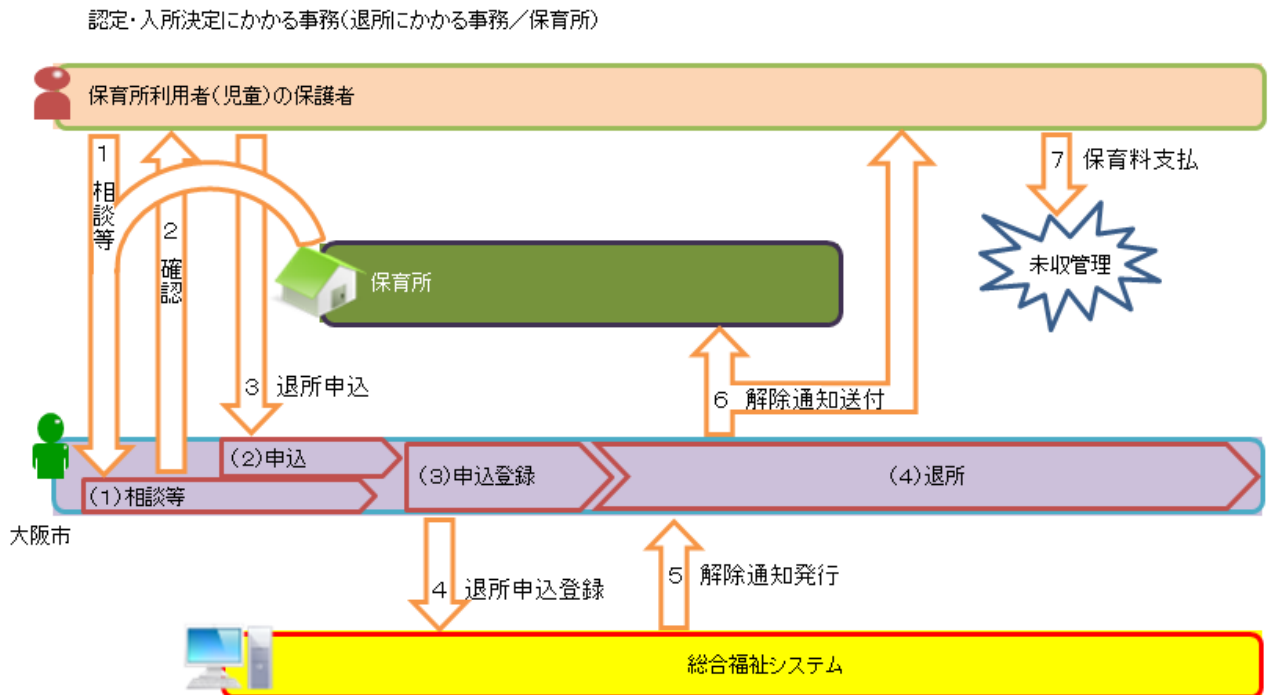 認定・入所決定にかかる事務(退所にかかる事務／保育所)
保育所利用者(児童)の保護者
１ 相談等
２ 確認
７ 保育料支払
未収管理
保育所
３ 退所申込
６ 解除通知送付
(2)申込
(3)申込登録
(4)退所
(1)相談等
大阪市
４ 退所申込登録
５ 解除通知発行
総合福祉システム